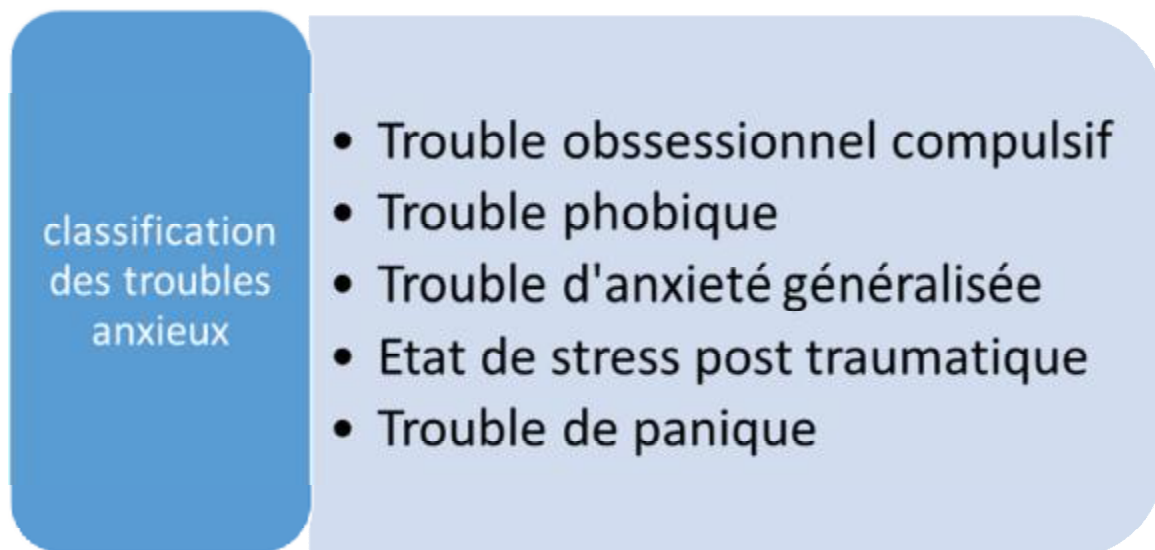 classification
des troubles
anxieux
• Trouble obssessionnel compulsif
• Trouble phobique
• Trouble d'anxieté généralisée
• Etat de stress post traumatique
• Trouble de panique